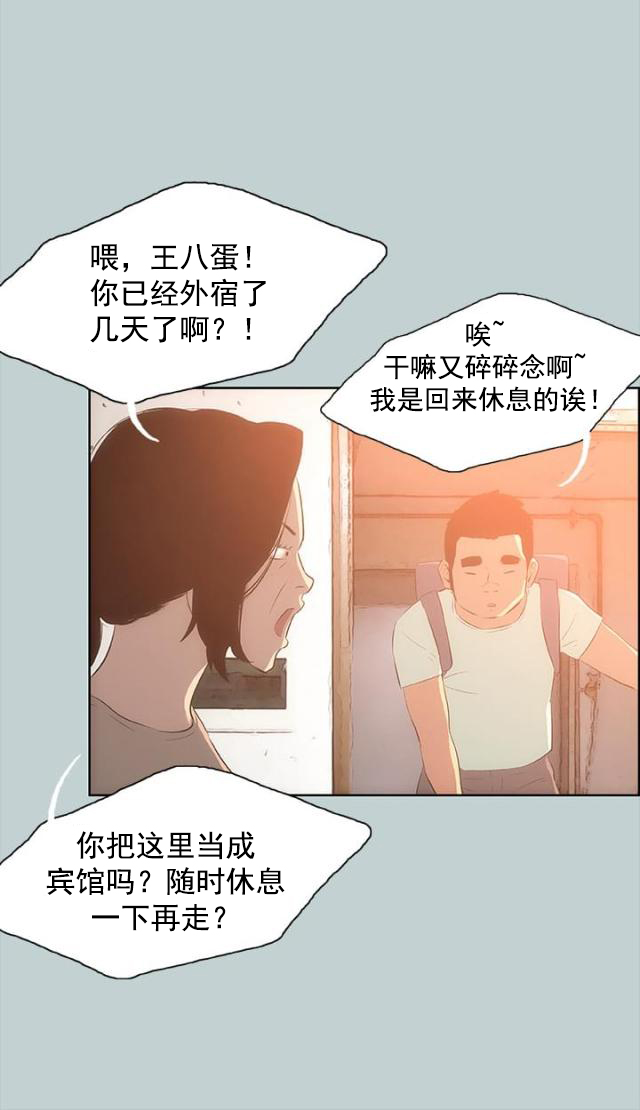 喂，王八蛋！
你已经外宿了
几天了啊？！
唉~
干嘛又碎碎念啊~
我是回来休息的诶！
你把这里当成
宾馆吗？随时休息
一下再走？